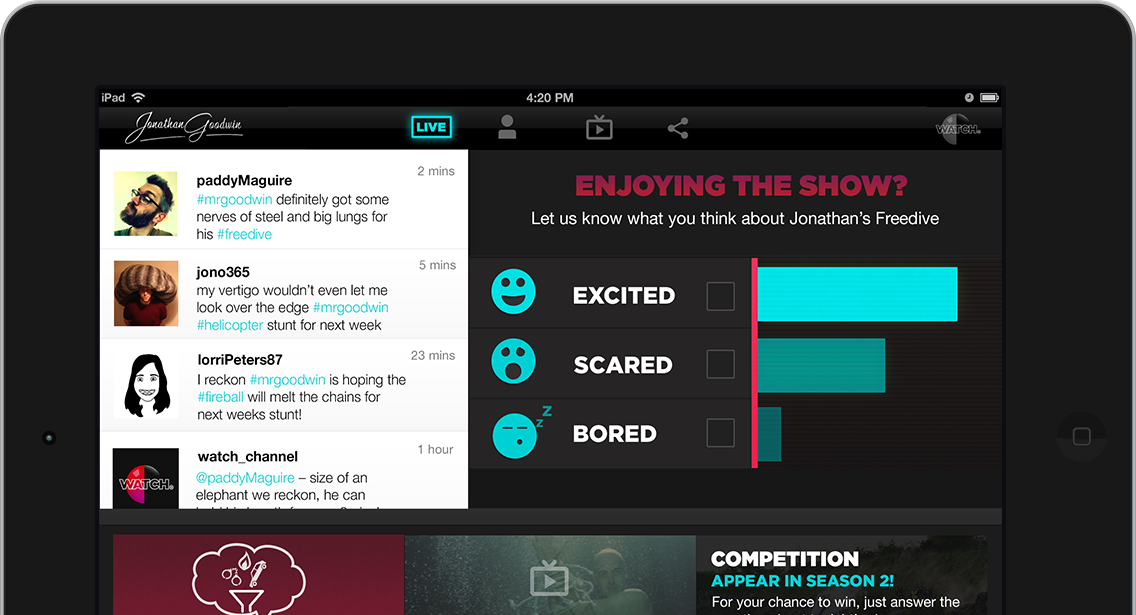 iPad
4:20 PM
Jonathan Goodwin
LIVE
WATCH.
2 mins
paddyMaguire
#mrgoodwin definitely got some
nerves of steel and big lungs for
his #freedive
5 mins
jono365
my vertigo wouldn't even let me
look over the edge #mrgoodwin
#helicopter stunt for next week
23 mins
lorriPeters87
I reckon #mrgoodwin is hoping the
#fireball will melt the chains for
next weeks stunt!
1 hour
watch_channel
WATCH.
@paddyMaguire – size of an
elephant we reckon, he can
ENJOYING THE SHOW?
Let us know what you think about Jonathan's Freedive
EXCITED
SCARED
z z
BORED
COMPETITION
APPEAR IN SEASON 2!
For your chance to win, just answer the